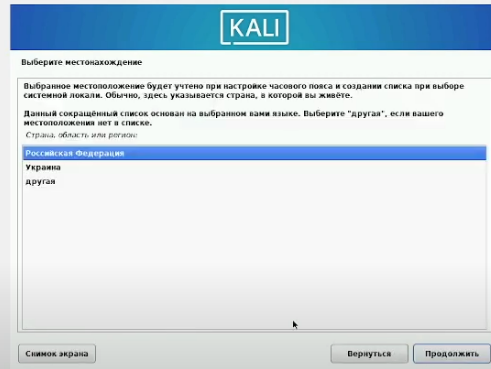 KALI
Выберите местонахождение
Выбранное местоположение будет учтено при настройке часового пояса и создании списка при выборе
системной локали. Обычно, здесь указывается страна, в которой вы живёте.
Данный сокращённый список основан на выбранном вами языке. Выберите "другая", если вашего
местоположения нет в списке.
Страна, область или регион:
Российская Федерация
Украина
другая
Снимок экрана
Вернуться
Продолжить